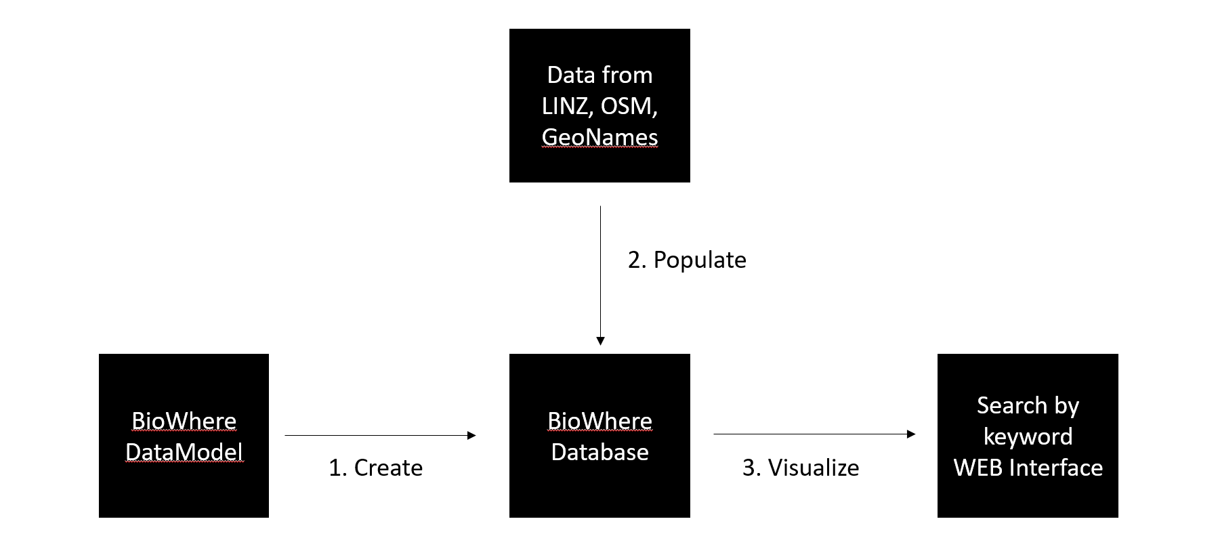 Data from
LINZ, OSM,
GeoNames
2. Populate
BioWhere
DataModel
1. Create
BioWhere
Database
3. Visualize
Search by
keyword
WEB Interface